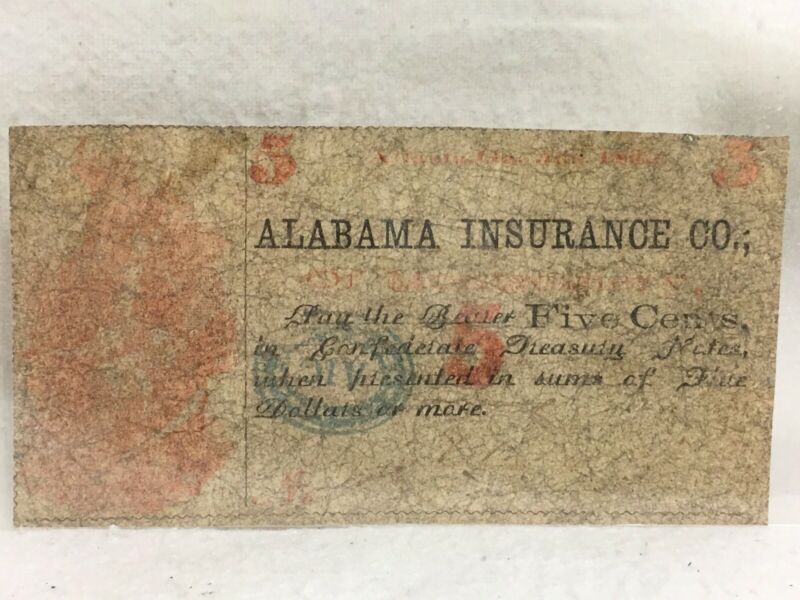 5 5
ALABAMA INSURANCE CO.,
Pay the Bearer Five Cents,
in Confederate Treasury Notes,
5
when presented in sums of Five
Dollars or more.